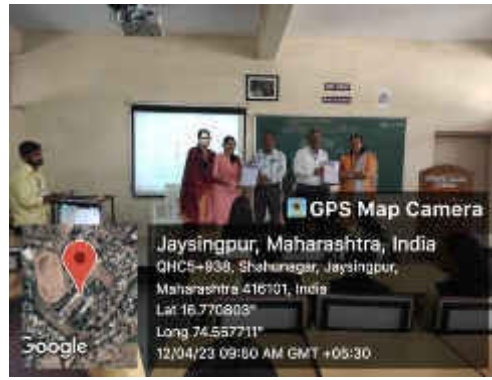 GPS Map Camera
Jaysingpur, Maharashtra, India
QHC5+938, Shahunagar, Jaysingpur,
Maharashtra 416101, India
Lat 16.770803°
Long 74.557711°
12/04/23 09:50 AM GMT +05:30
Google